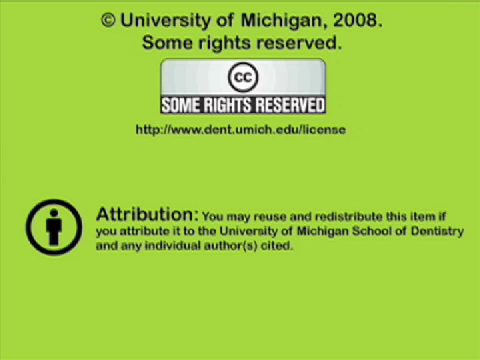 © University of Michigan, 2008.
Some rights reserved.
cc
SOME RIGHTS RESERVED
http://www.dent.umich.edu/license
Attribution: You may reuse and redistribute this item if
you attribute it to the University of Michigan School of Dentistry
and any individual author(s) cited.